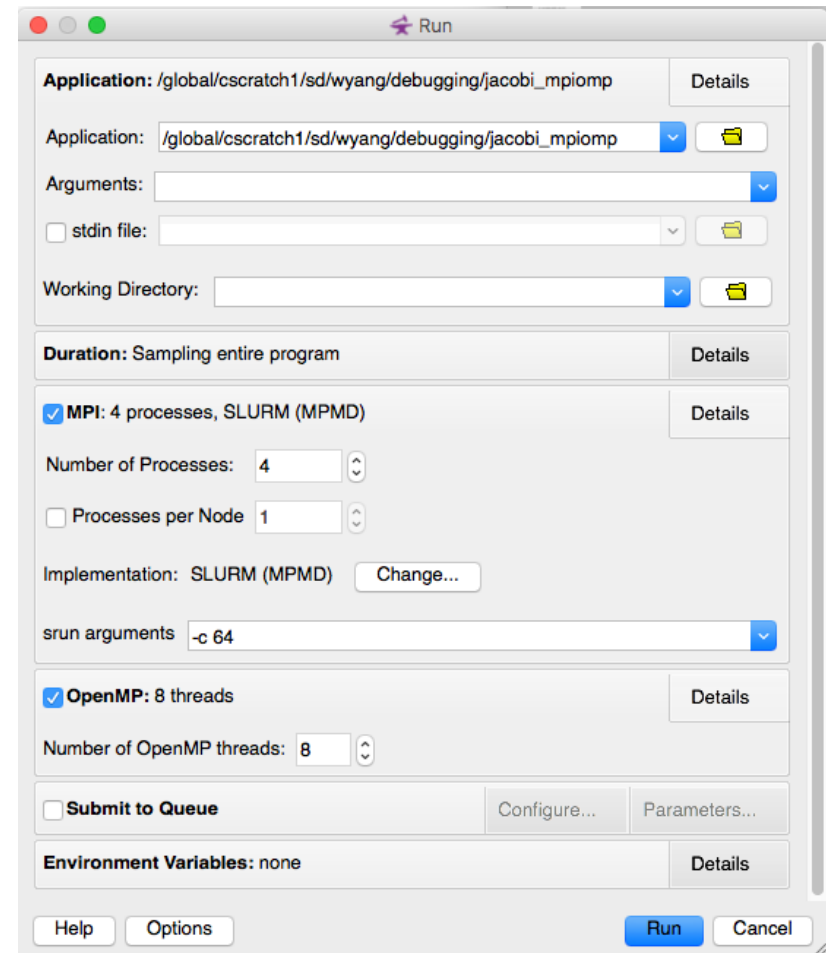 Run
Application: /global/cscratch1/sd/wyang/debugging/jacobi_mpiomp Details
Application: /global/cscratch1/sd/wyang/debugging/jacobi_mpiomp
Arguments:
stdin file:
Working Directory:
Duration: Sampling entire program Details
MPI: 4 processes, SLURM (MPMD) Details
Number of Processes: 4
Processes per Node 1
Implementation: SLURM (MPMD) Change...
srun arguments -c 64
OpenMP: 8 threads Details
Number of OpenMP threads: 8
Submit to Queue Configure... Parameters...
Environment Variables: none Details
Help Options Run Cancel